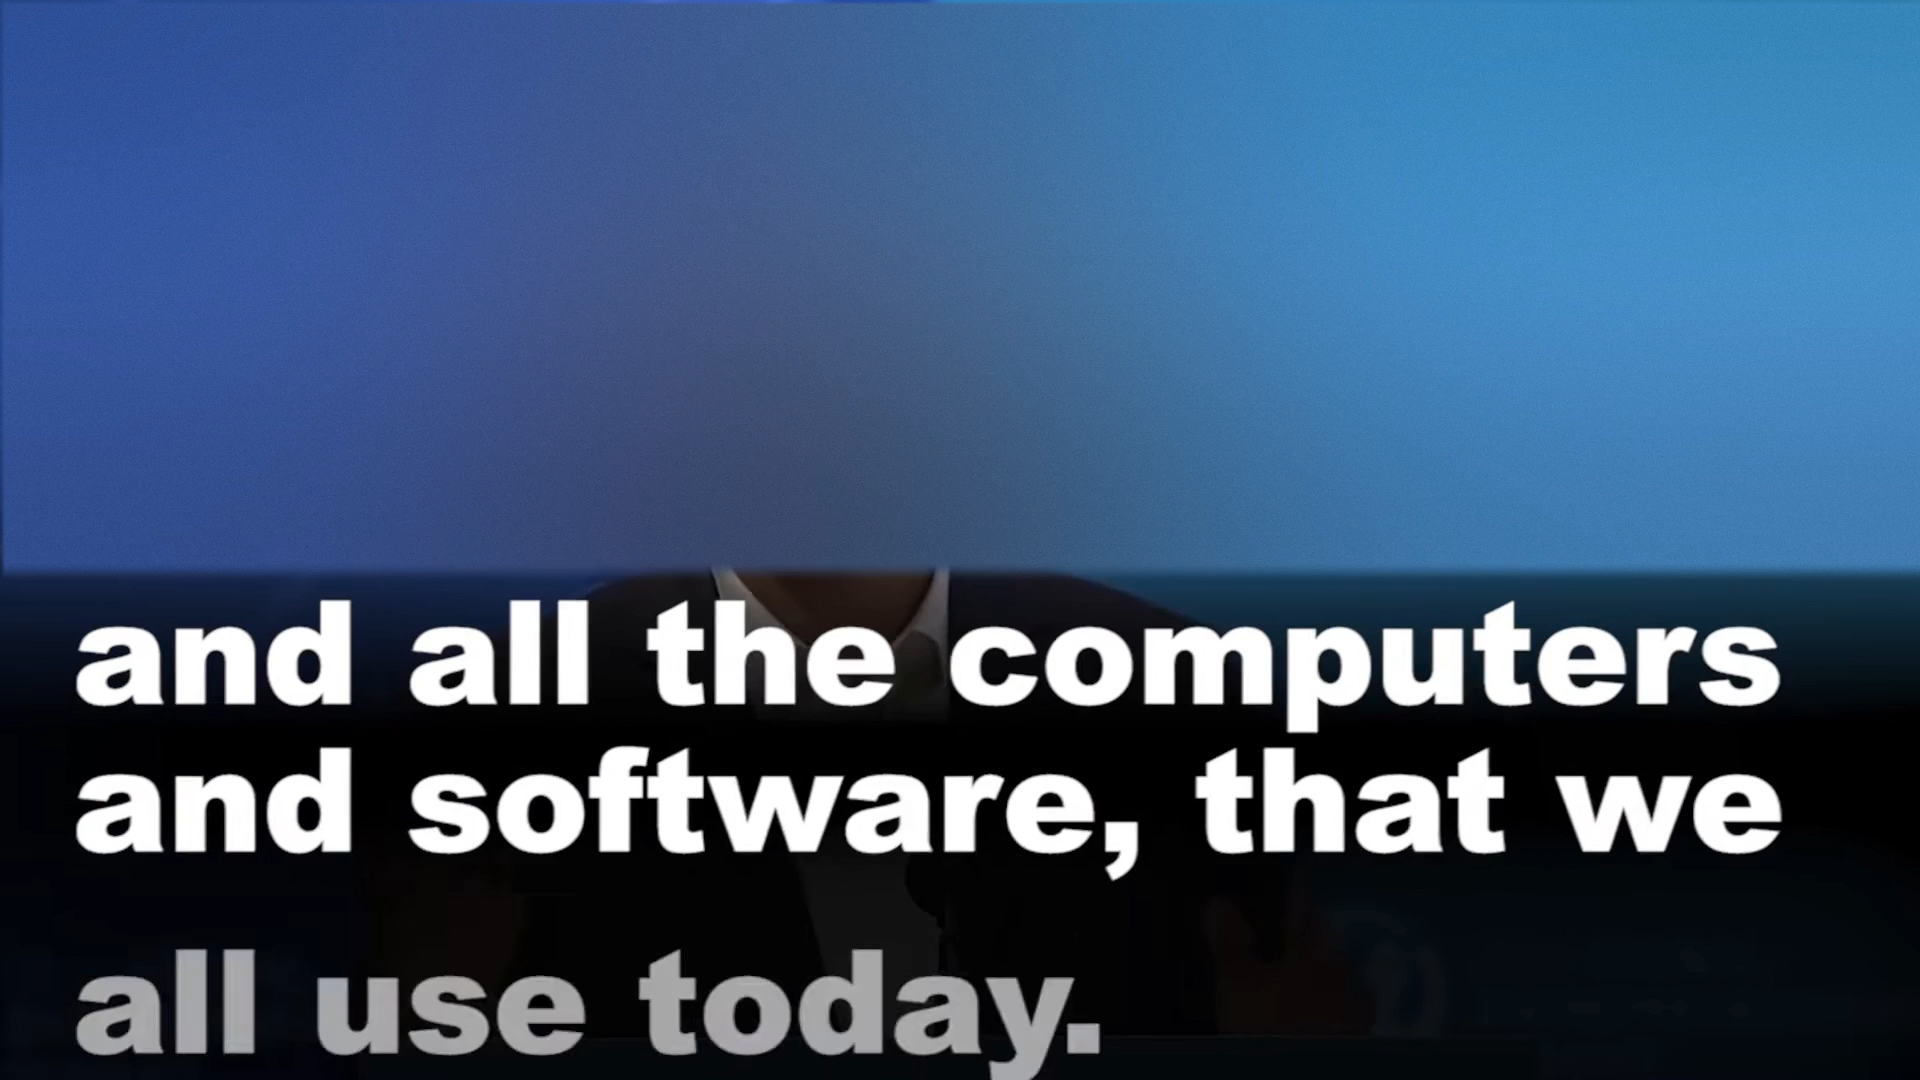 and all the computers
and software, that we
all use today.